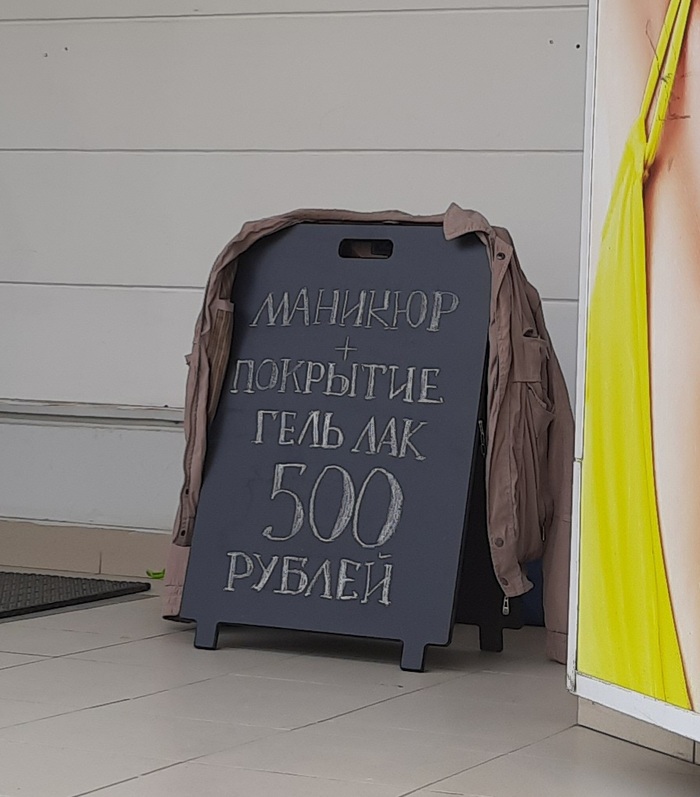 МАНИКЮР
+
ПОКРЫТИЕ
ГЕЛЬ ЛАК
500
РУБЛЕЙ